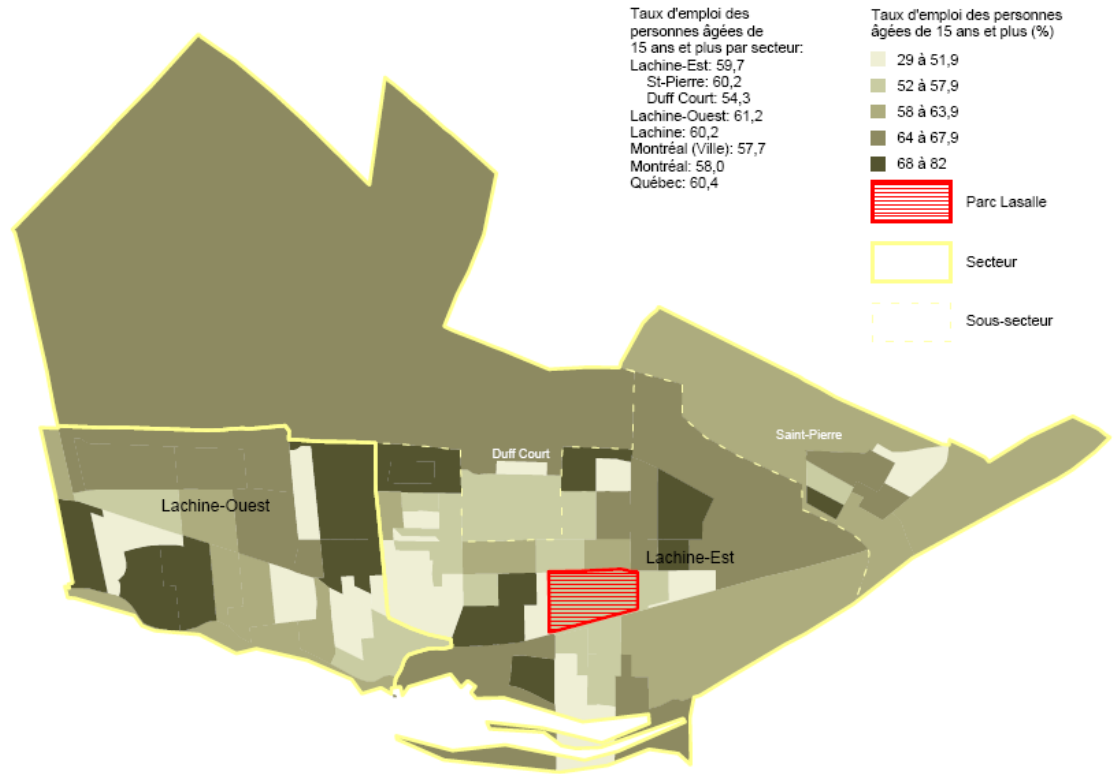 Taux d'emploi des
personnes âgées de
15 ans et plus par secteur:
Lachine-Est: 59,7
St-Pierre: 60,2
Duff Court: 54,3
Lachine-Ouest: 61,2
Lachine: 60,2
Montréal (Ville): 57,7
Montréal: 58,0
Québec: 60,4
Taux d'emploi des personnes
âgées de 15 ans et plus (%)
29 à 51,9
52 à 57,9
58 à 63,9
64 à 67,9
68 à 82
Parc Lasalle
Secteur
Sous-secteur
Saint-Pierre
Duff Court
Lachine-Ouest
Lachine-Est